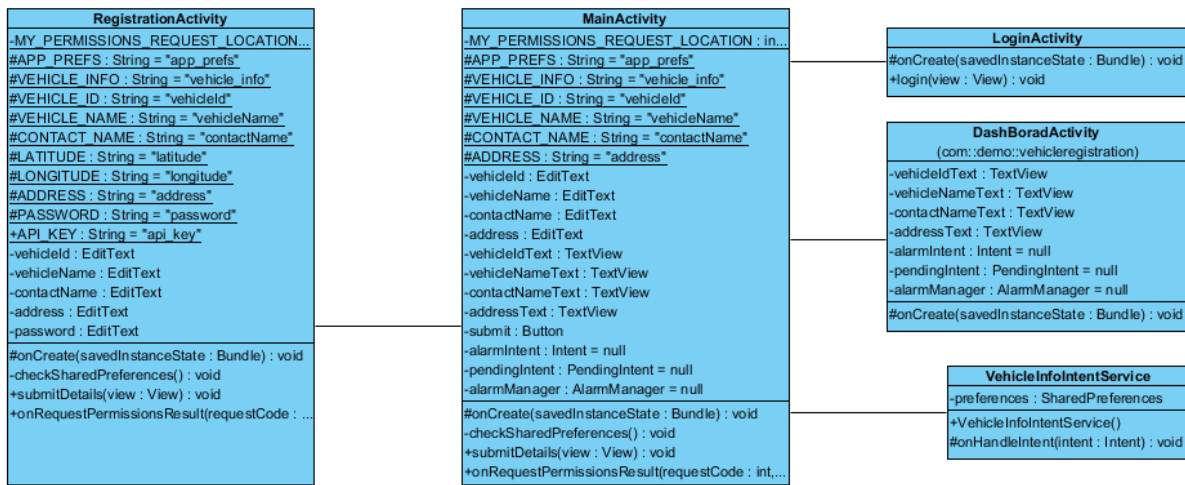 RegistrationActivity
-MY_PERMISSIONS_REQUEST_LOCATION...
#APP_PREFS : String = "app_prefs"
#VEHICLE_INFO : String = "vehicle_info"
#VEHICLE_ID : String = "vehicleId"
#VEHICLE_NAME : String = "vehicleName"
#CONTACT_NAME : String = "contactName"
#LATITUDE : String = "latitude"
#LONGITUDE : String = "longitude"
#ADDRESS : String = "address"
#PASSWORD : String = "password"
+API_KEY : String = "api_key"
-vehicleId : EditText
-vehicleName : EditText
-contactName : EditText
-address : EditText
-password : EditText
#onCreate(savedInstanceState : Bundle) : void
-checkSharedPreferences() : void
+submitDetails(view : View) : void
+onRequestPermissionsResult(requestCode : ...
MainActivity
-MY_PERMISSIONS_REQUEST_LOCATION : in...
#APP_PREFS : String = "app_prefs"
#VEHICLE_INFO : String = "vehicle_info"
#VEHICLE_ID : String = "vehicleId"
#VEHICLE_NAME : String = "vehicleName"
#CONTACT_NAME : String = "contactName"
#ADDRESS : String = "address"
-vehicleId : EditText
-vehicleName : EditText
-contactName : EditText
-address : EditText
-vehicleIdText : TextView
-vehicleNameText : TextView
-contactNameText : TextView
-addressText : TextView
-submit : Button
-alarmIntent : Intent = null
-pendingIntent : PendingIntent = null
-alarmManager : AlarmManager = null
#onCreate(savedInstanceState : Bundle) : void
-checkSharedPreferences() : void
+submitDetails(view : View) : void
+onRequestPermissionsResult(requestCode : int,...
LoginActivity
#onCreate(savedInstanceState : Bundle) : void
+login(view : View) : void
DashBoradActivity
(com::demo::vehicleregistration)
-vehicleIdText : TextView
-vehicleNameText : TextView
-contactNameText : TextView
-addressText : TextView
-alarmIntent : Intent = null
-pendingIntent : PendingIntent = null
-alarmManager : AlarmManager = null
#onCreate(savedInstanceState : Bundle) : void
VehicleInfoIntentService
-preferences : SharedPreferences
+VehicleInfoIntentService()
#onHandleIntent(intent : Intent) : void